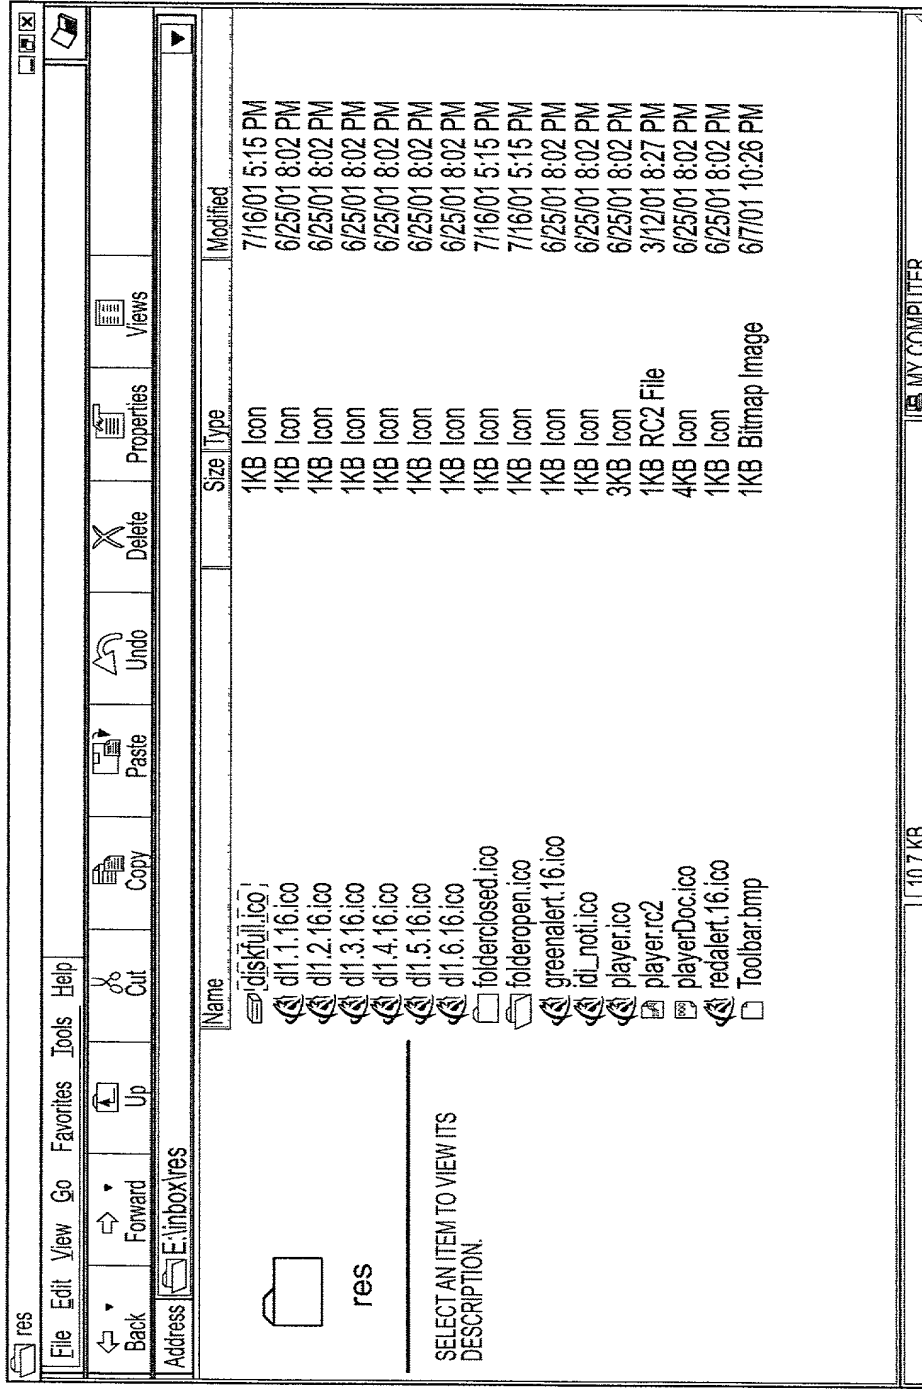 res
File Edit View Go Favorites Tools Help
Back Forward Up Cut Copy Paste Undo Delete Properties Views
Address E:\inbox\res
res
SELECT AN ITEM TO VIEW ITS
DESCRIPTION.
Name Size Type Modified
diskfull.ico 1KB Icon 7/16/01 5:15 PM
dl1.1.16.ico 1KB Icon 6/25/01 8:02 PM
dl1.2.16.ico 1KB Icon 6/25/01 8:02 PM
dl1.3.16.ico 1KB Icon 6/25/01 8:02 PM
dl1.4.16.ico 1KB Icon 6/25/01 8:02 PM
dl1.5.16.ico 1KB Icon 6/25/01 8:02 PM
dl1.6.16.ico 1KB Icon 6/25/01 8:02 PM
folderclosed.ico 1KB Icon 7/16/01 5:15 PM
folderopen.ico 1KB Icon 7/16/01 5:15 PM
greenalert.16.ico 1KB Icon 6/25/01 8:02 PM
idi_noti.ico 1KB Icon 6/25/01 8:02 PM
player.ico 3KB Icon 6/25/01 8:02 PM
player.rc2 1KB RC2 File 3/12/01 8:27 PM
playerDoc.ico 4KB Icon 6/25/01 8:02 PM
redalert.16.ico 1KB Icon 6/25/01 8:02 PM
Toolbar.bmp 1KB Bitmap Image 6/7/01 10:26 PM
10.7 KB MY COMPUTER